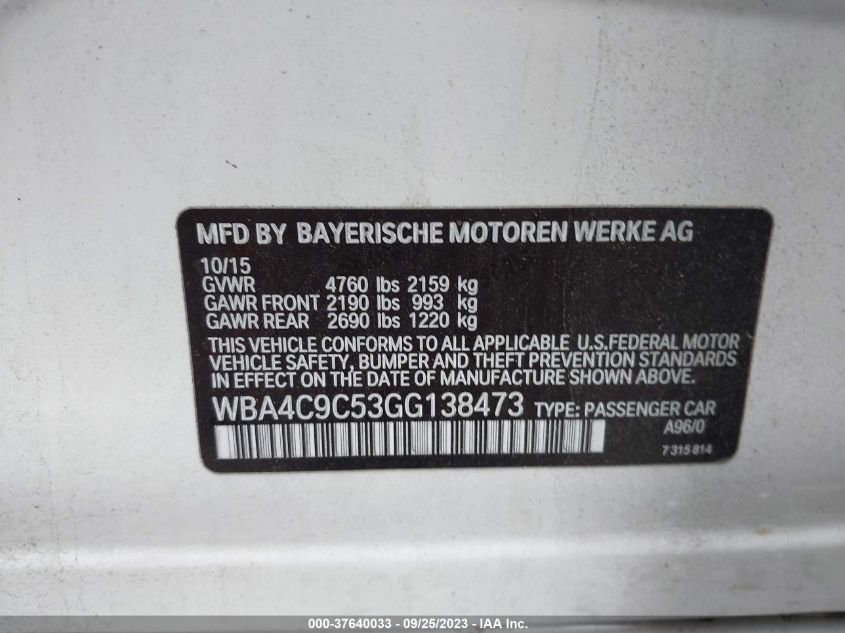 MFD BY BAYERISCHE MOTOREN WERKE AG
10/15
GVWR 4760 lbs 2159 kg
GAWR FRONT 2190 lbs 993 kg
GAWR REAR 2690 lbs 1220 kg
THIS VEHICLE CONFORMS TO ALL APPLICABLE U.S.FEDERAL MOTOR
VEHICLE SAFETY, BUMPER AND THEFT PREVENTION STANDARDS
IN EFFECT ON THE DATE OF MANUFACTURE SHOWN ABOVE.
WBA4C9C53GG138473 TYPE: PASSENGER CAR
A96/0
7 315 814
000-37640033 - 09/25/2023 - IAA Inc.